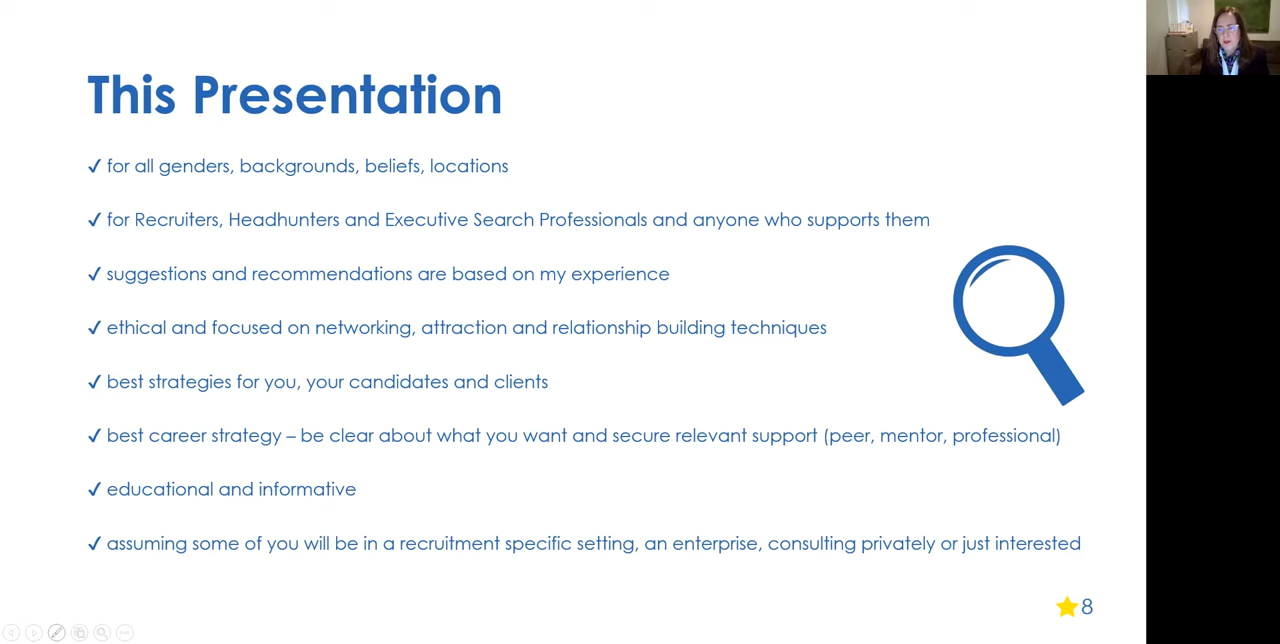 This Presentation
✓ for all genders, backgrounds, beliefs, locations
✓ for Recruiters, Headhunters and Executive Search Professionals and anyone who supports them
✓ suggestions and recommendations are based on my experience
✓ ethical and focused on networking, attraction and relationship building techniques
✓ best strategies for you, your candidates and clients
✓ best career strategy – be clear about what you want and secure relevant support (peer, mentor, professional)
✓ educational and informative
✓ assuming some of you will be in a recruitment specific setting, an enterprise, consulting privately or just interested
8